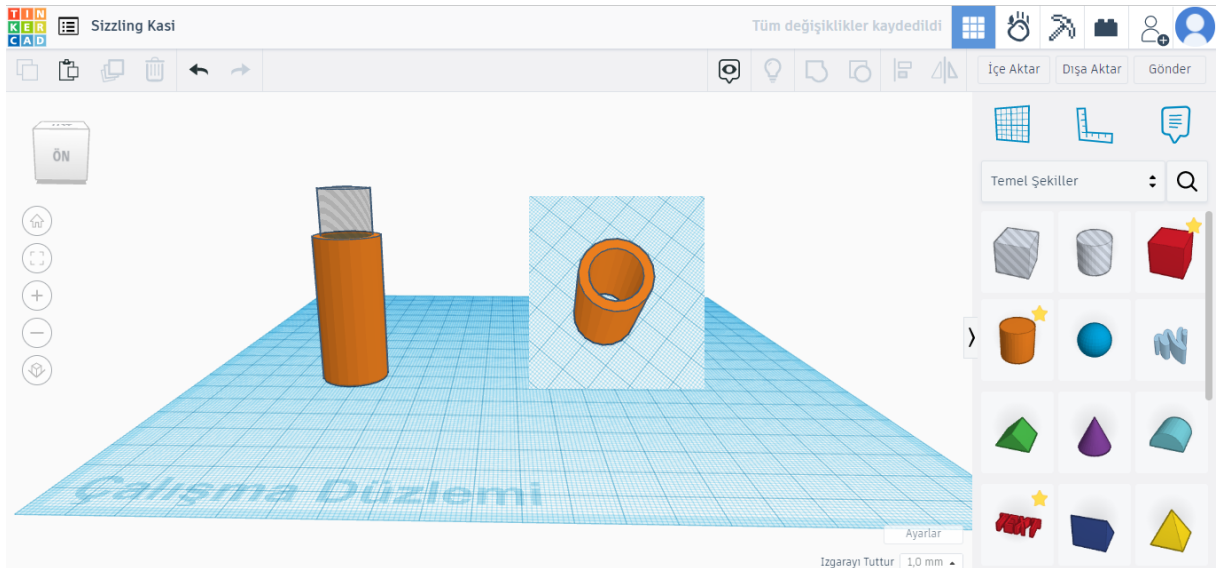 TIN
KER
CAD
Sizzling Kasi
Tüm değişiklikler kaydedildi
İçe Aktar
Dışa Aktar
Gönder
ÖN
Temel Şekiller
TEXT
Çalışma Düzlemi
Ayarlar
Izgarayı Tuttur 1,0 mm